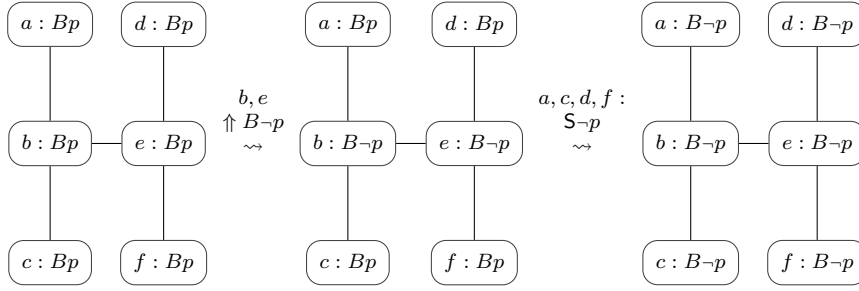 a : Bp d : Bp a : Bp d : Bp a : B¬p d : B¬p
b, e a, c, d, f :
⇑ B¬p S¬p
b : Bp e : Bp ⇝ b : B¬p e : B¬p ⇝ b : B¬p e : B¬p
c : Bp f : Bp c : Bp f : Bp c : B¬p f : B¬p